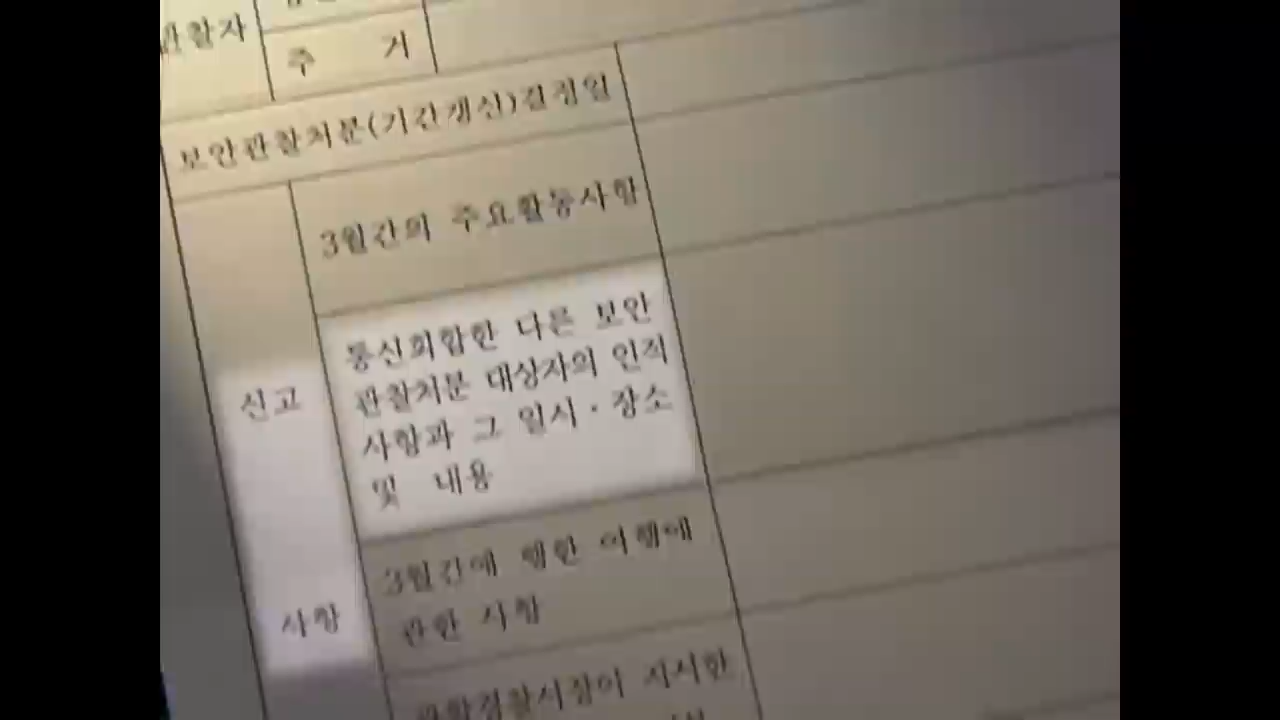 관찰자
주 거
보안관찰처분(기간갱신)결정일
3월간의 주요활동사항
통신회합한 다른 보안
관찰처분 대상자의 인적
사항과 그 일시·장소
및 내용
신고
사항
3월간에 행한 여행에
관한 사항
관할경찰서장이 지시한